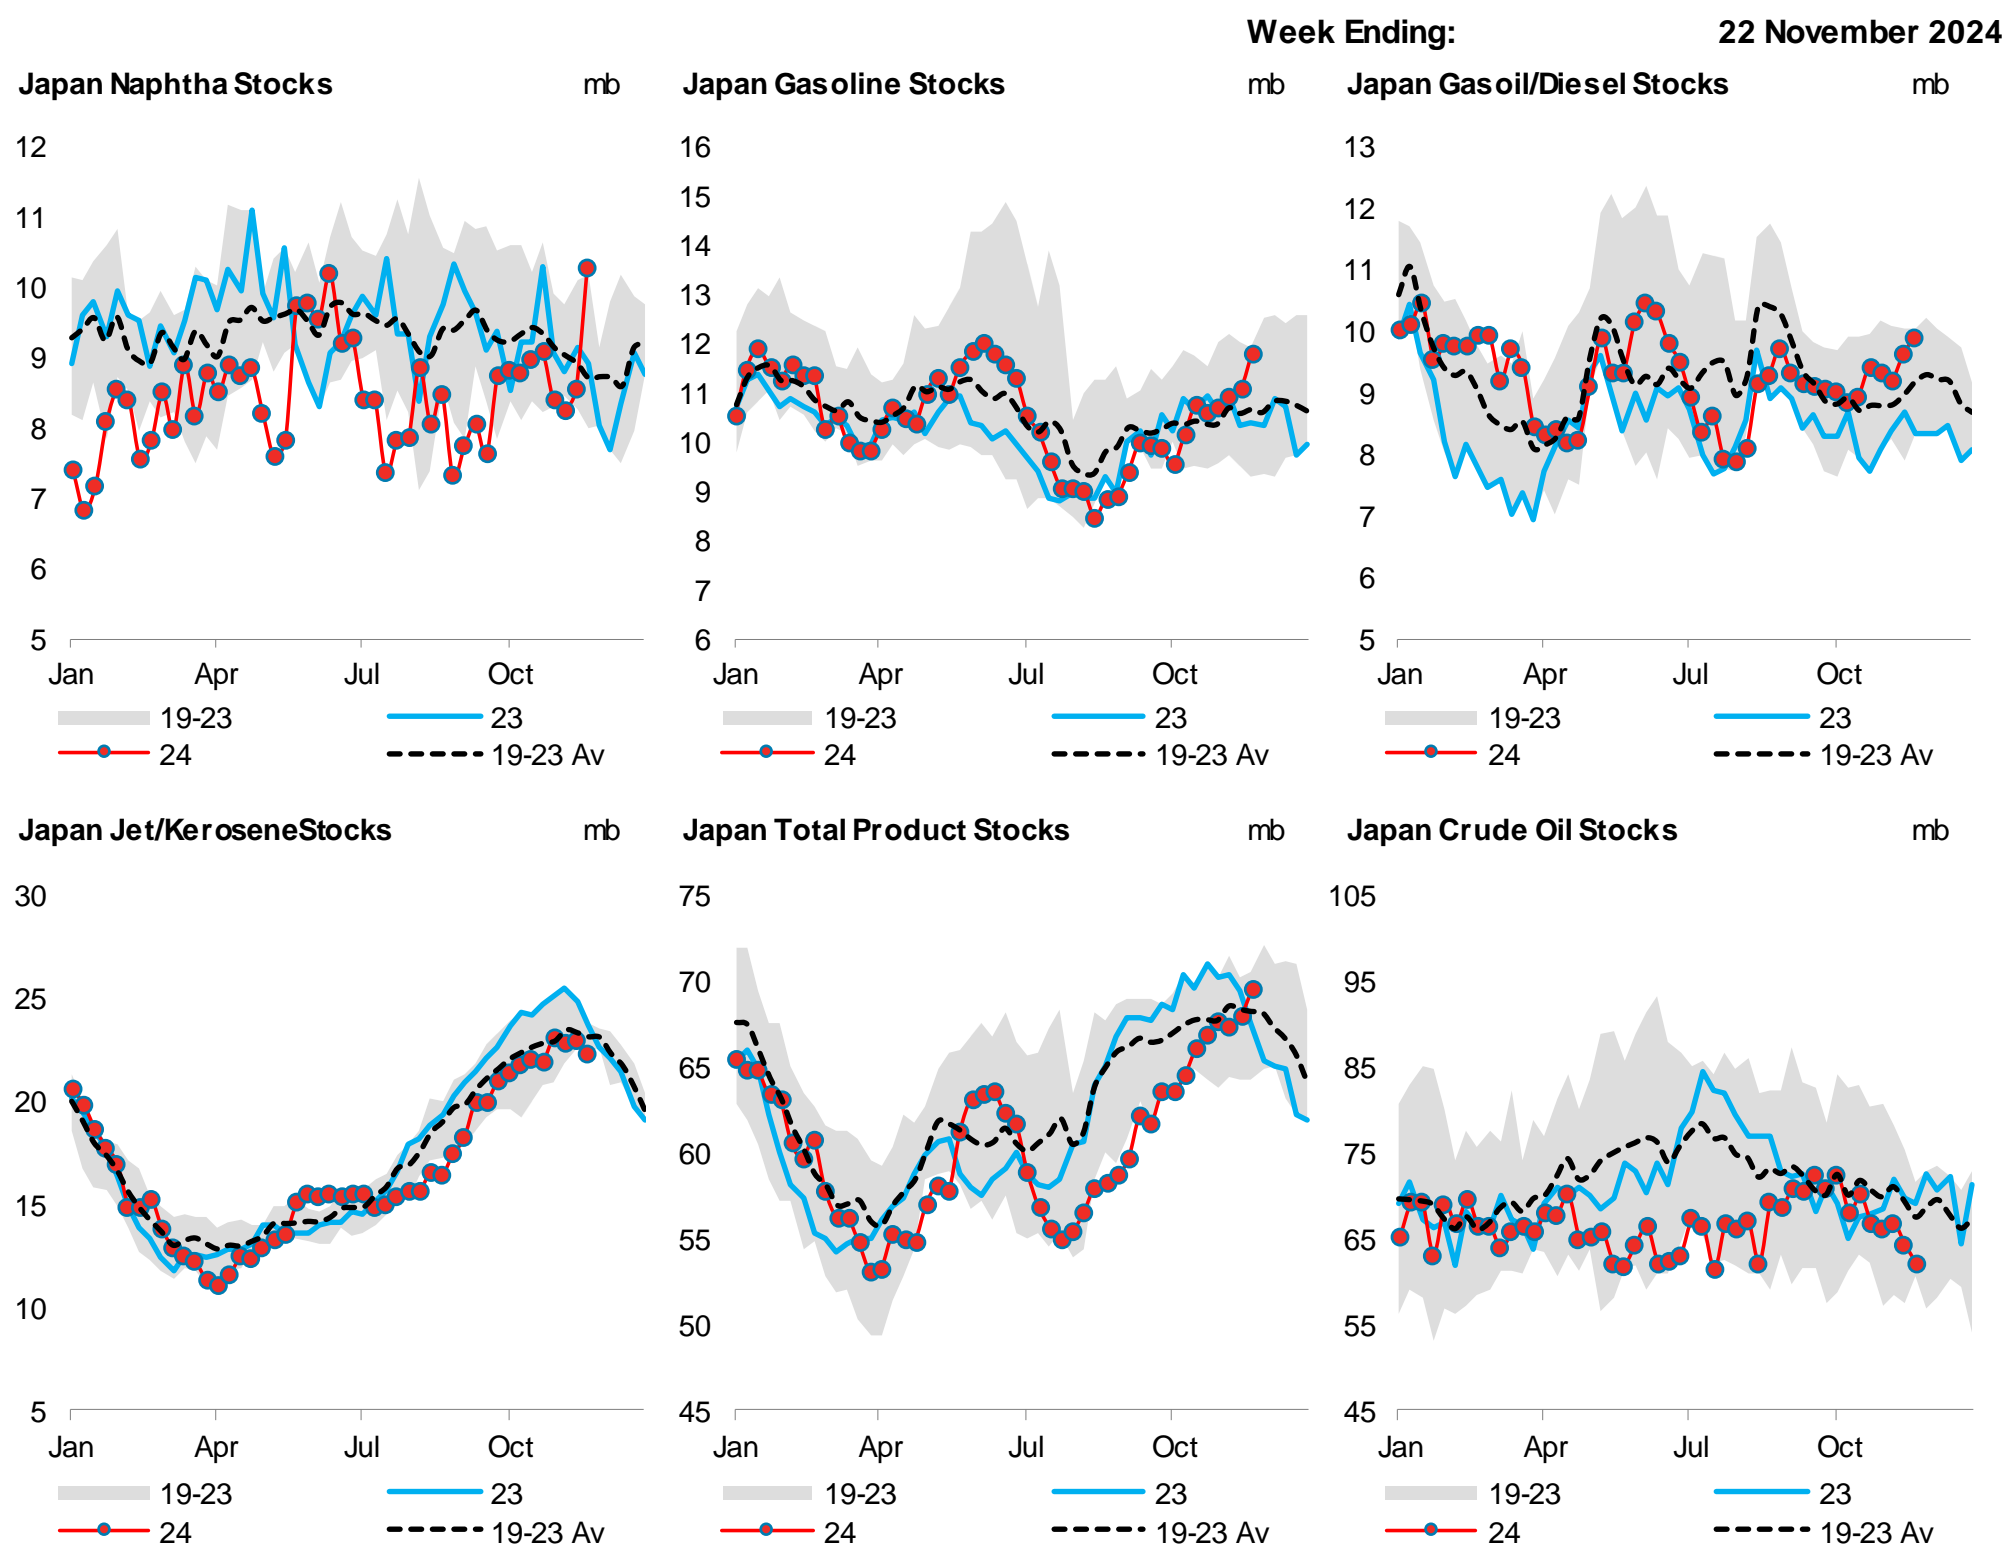 Week Ending: 22 November 2024
Japan Naphtha Stocks mb
12
11
10
9
8
7
6
5
Jan Apr Jul Oct
19-23 23
24 19-23 Av
Japan Gasoline Stocks mb
16
15
14
13
12
11
10
9
8
7
6
Jan Apr Jul Oct
19-23 23
24 19-23 Av
Japan Gasoil/Diesel Stocks mb
13
12
11
10
9
8
7
6
5
Jan Apr Jul Oct
19-23 23
24 19-23 Av
Japan Jet/KeroseneStocks mb
30
25
20
15
10
5
Jan Apr Jul Oct
19-23 23
24 19-23 Av
Japan Total Product Stocks mb
75
70
65
60
55
50
45
Jan Apr Jul Oct
19-23 23
24 19-23 Av
Japan Crude Oil Stocks mb
105
95
85
75
65
55
45
Jan Apr Jul Oct
19-23 23
24 19-23 Av